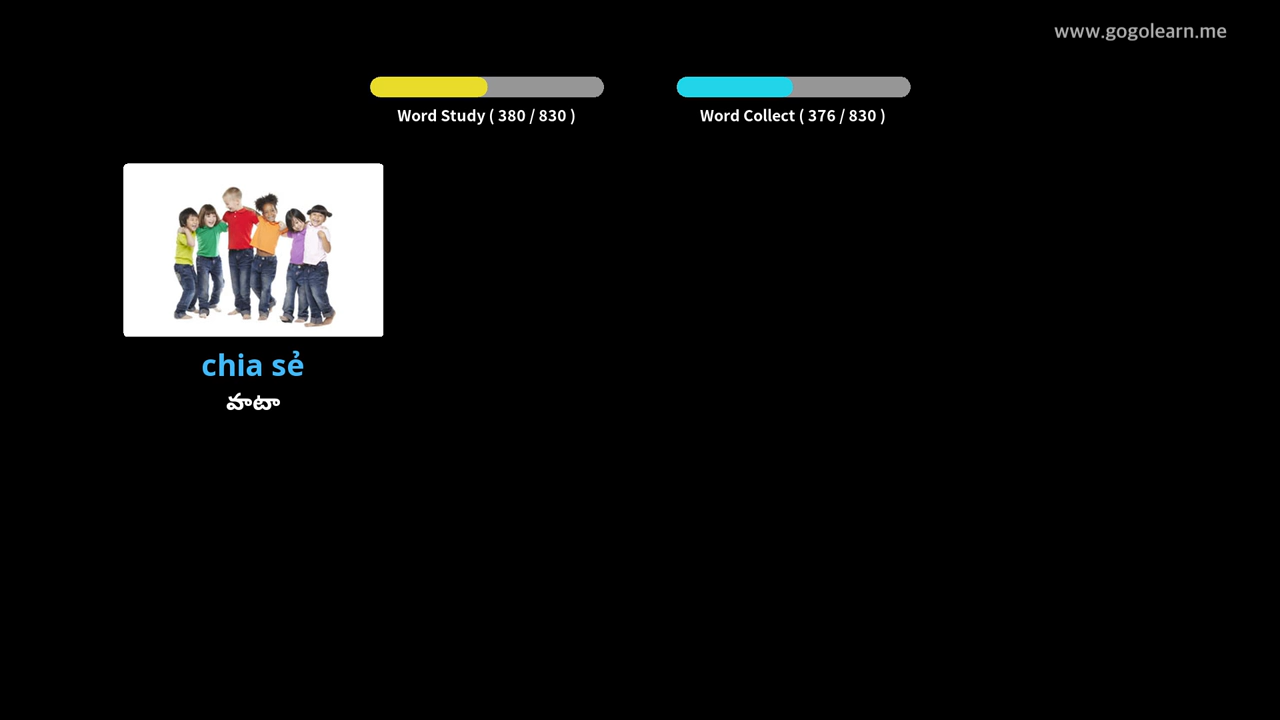 www.gogolearn.me
Word Study ( 380 / 830 )
Word Collect ( 376 / 830 )
chia sẻ
వాటా